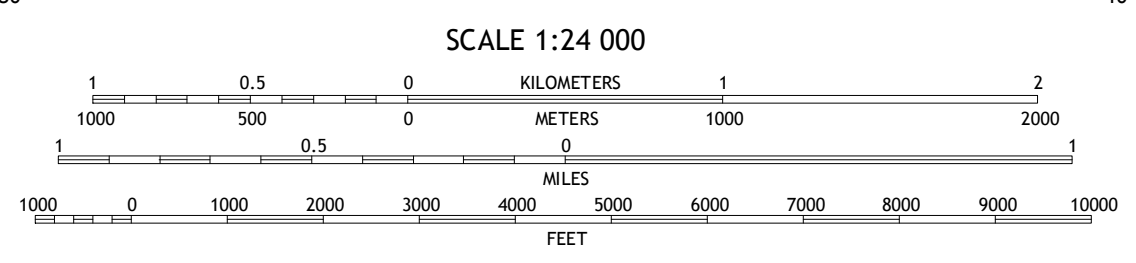 SCALE 1:24 000
1 0.5 0 KILOMETERS 1 2
1000 500 0 METERS 1000 2000
1 0.5 0 1
MILES
1000 0 1000 2000 3000 4000 5000 6000 7000 8000 9000 10000
FEET